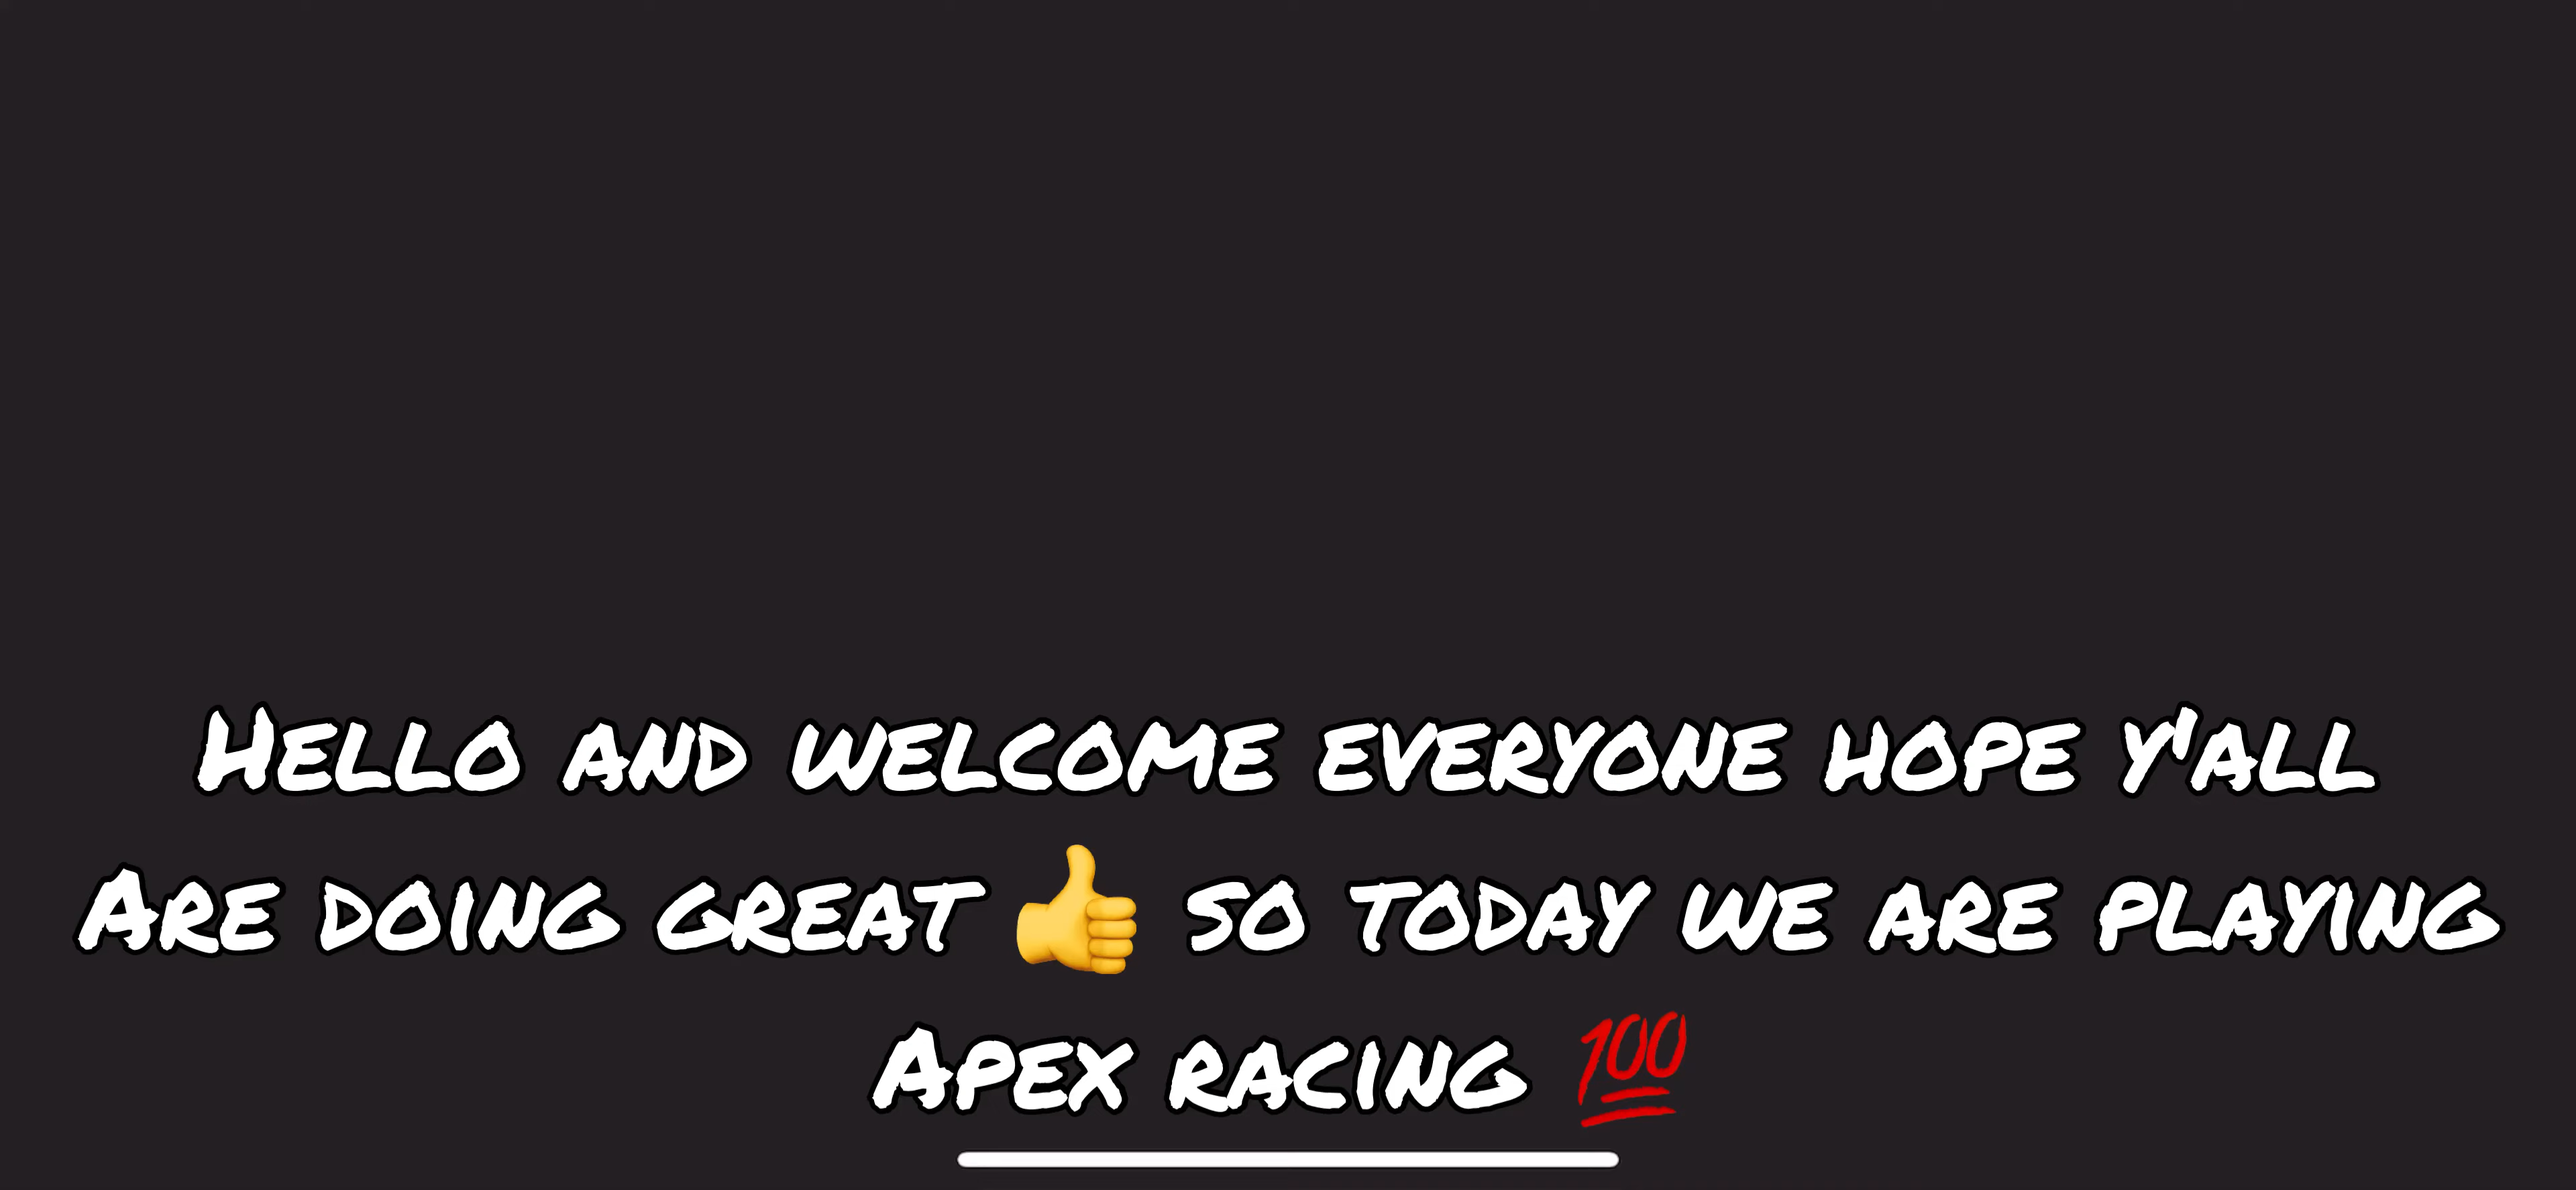 Hello and welcome everyone hope y'all
Are doing great 👍 so today we are playing
Apex racing 💯